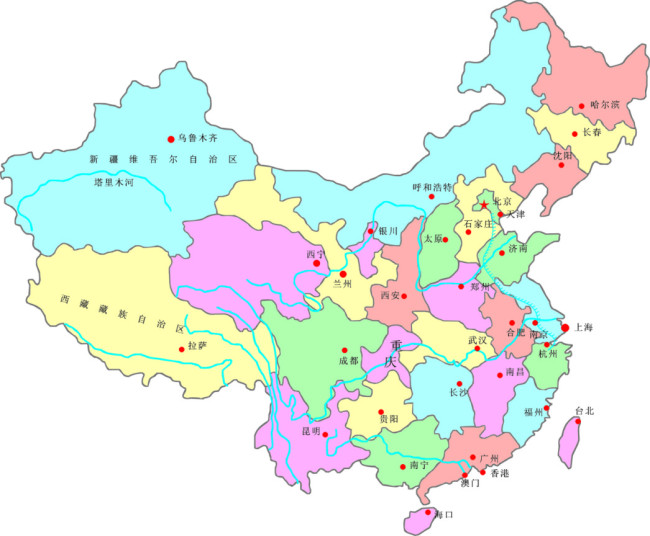 哈尔滨
长春
乌鲁木齐
沈阳
新疆维吾尔自治区
塔里木河
呼和浩特
北京
天津
石家庄
银川
太原
济南
西宁
兰州
郑州
西安
西藏藏族自治区
上海
合肥
南京
武汉
重庆
拉萨
成都
杭州
南昌
长沙
福州
台北
贵阳
昆明
广州
南宁
香港
澳门
海口